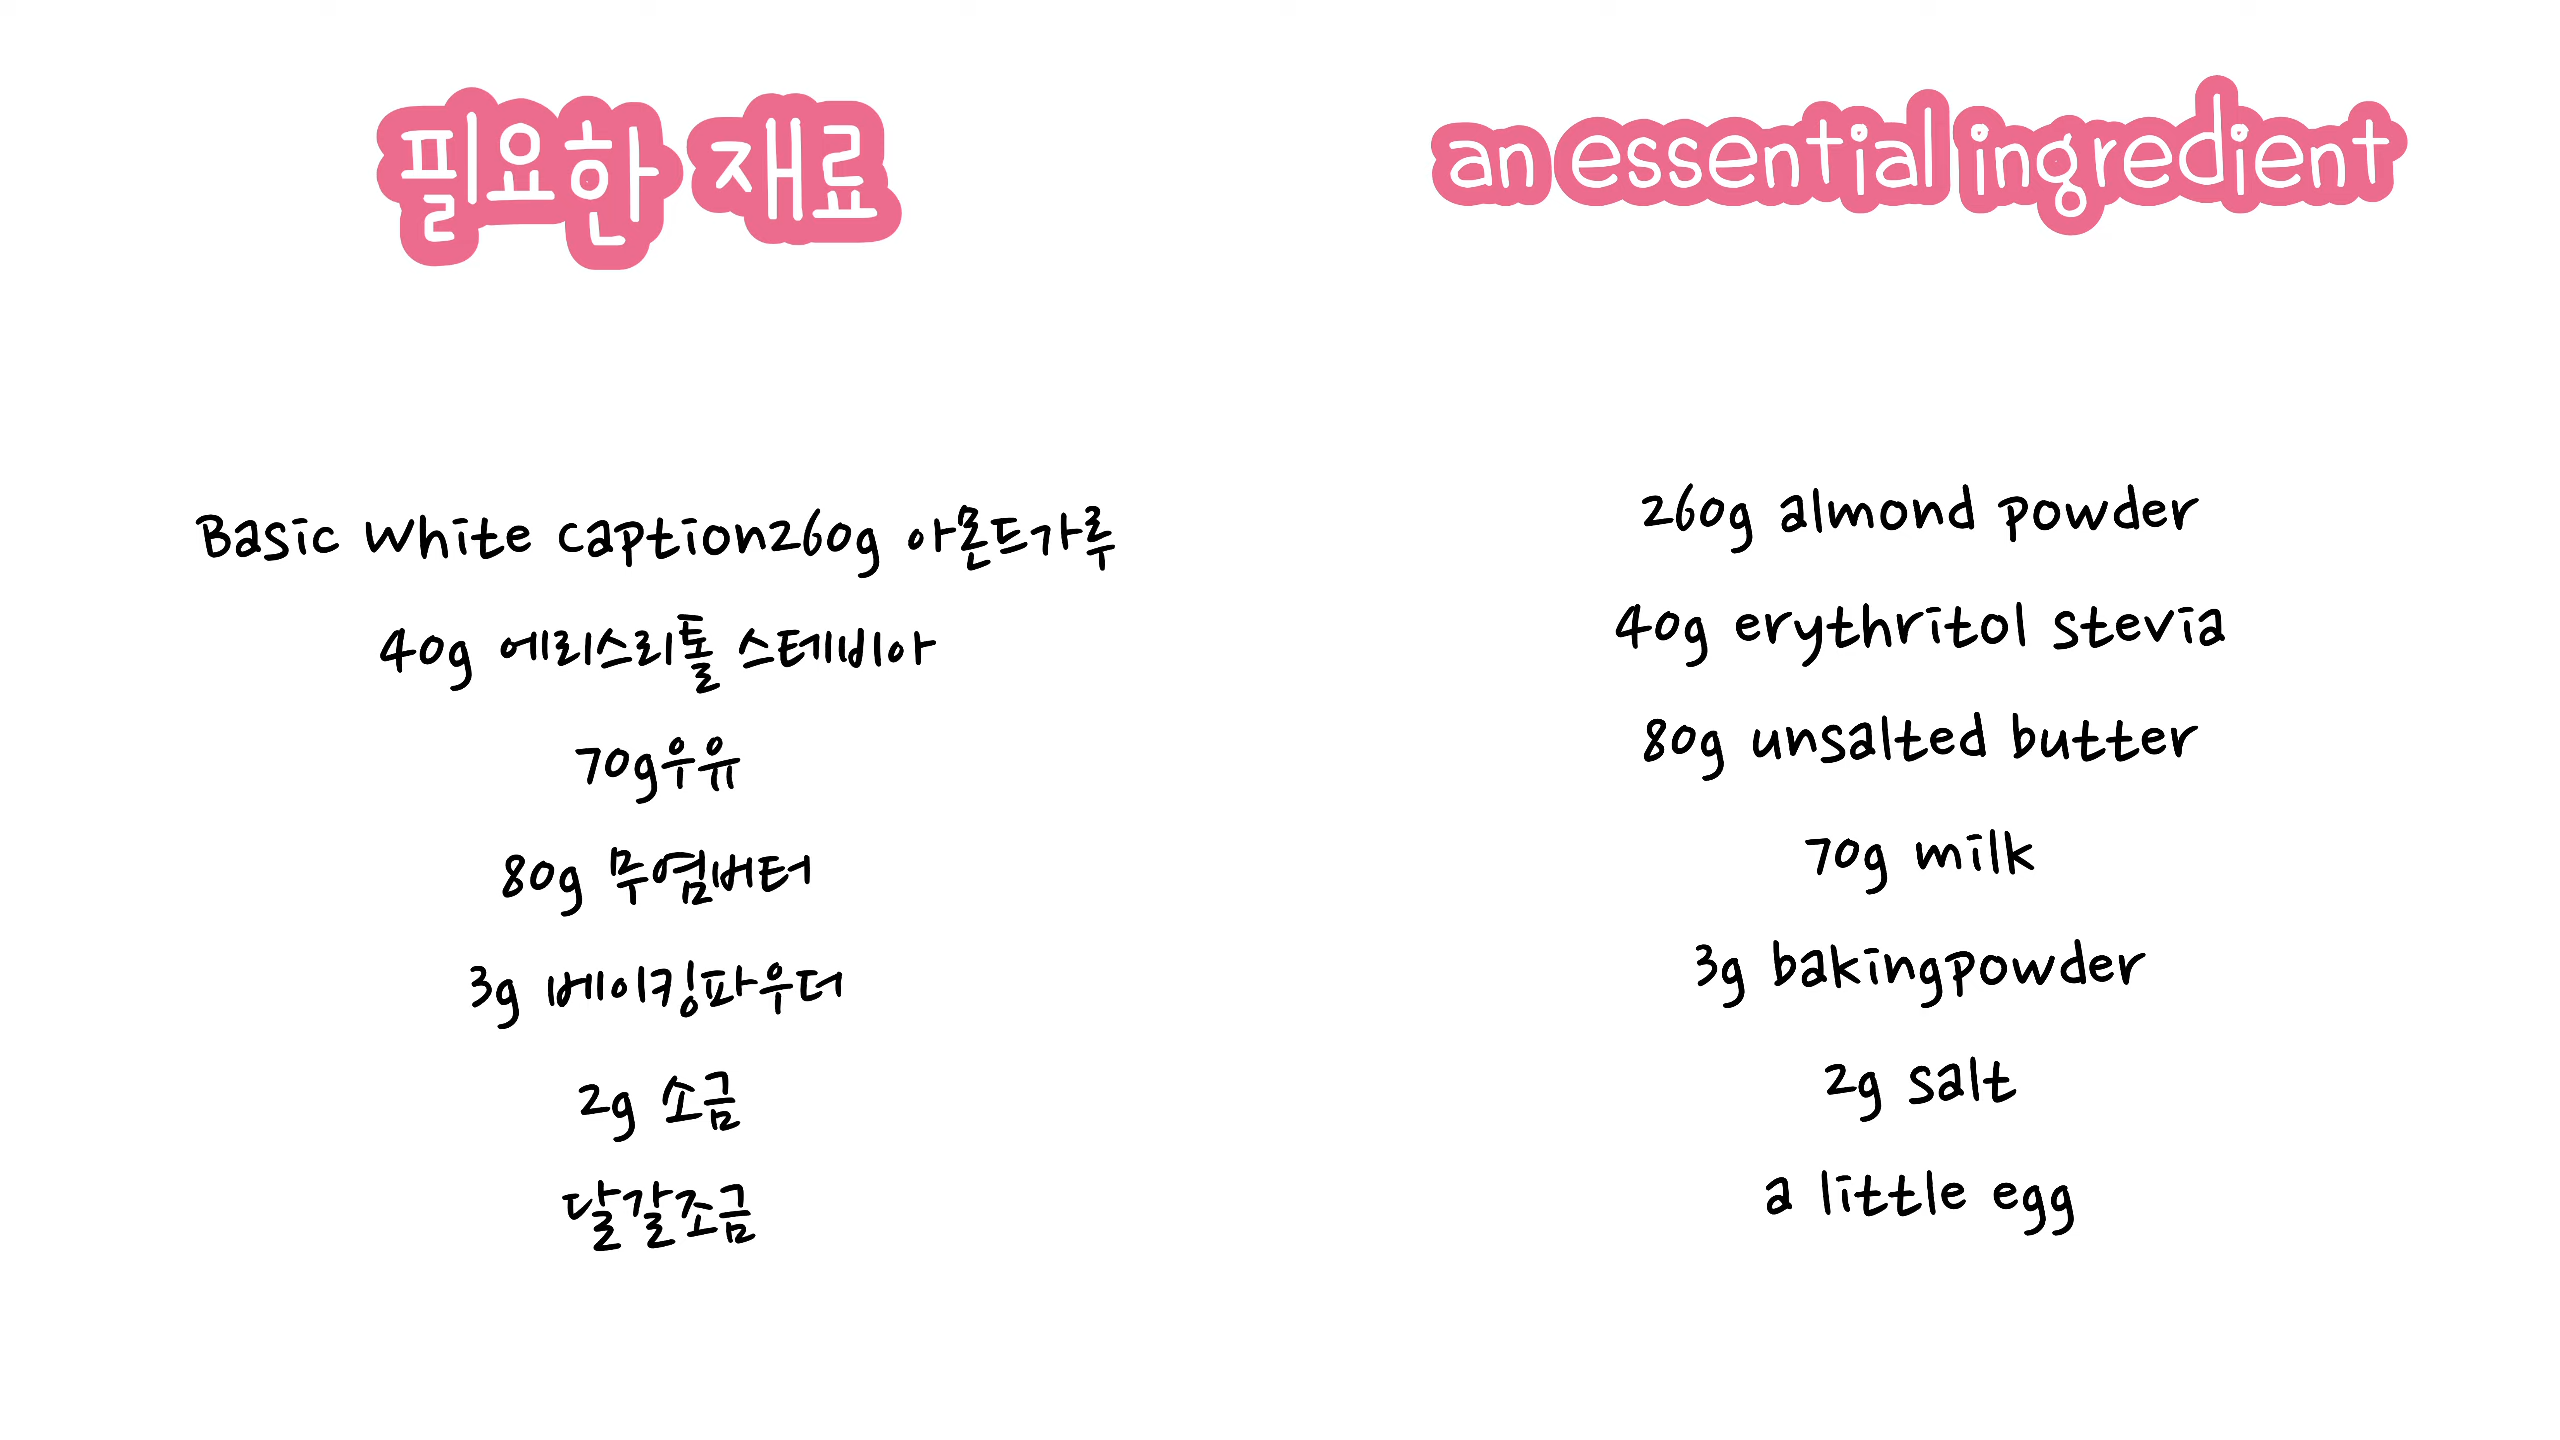 필요한 재료
Basic White caption260g 아몬드가루
40g 에리스리톨 스테비아
70g우유
80g 무염버터
3g 베이킹파우더
2g 소금
달걀조금
an essential ingredient
260g almond powder
40g erythritol stevia
80g unsalted butter
70g milk
3g bakingpowder
2g salt
a little egg